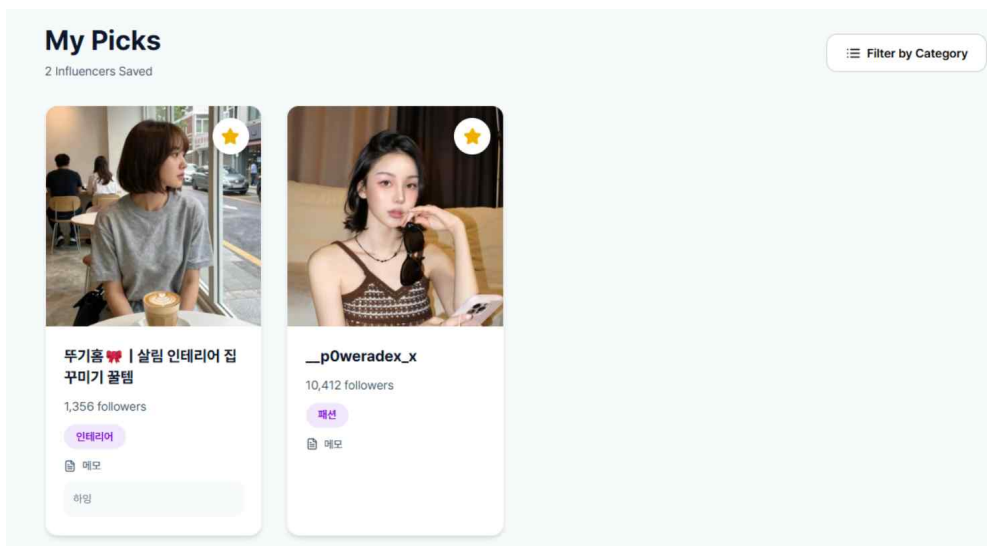 My Picks
2 Influencers Saved
Filter by Category
뚜기홈🎀 | 살림 인테리어 집
꾸미기 꿀템
1,356 followers
인테리어
메모
하밍
__p0weradex_x
10,412 followers
패션
메모